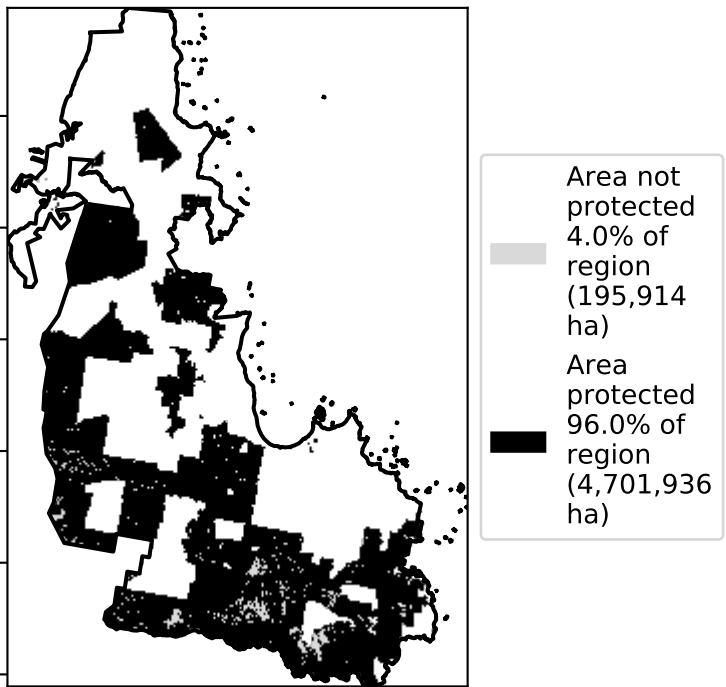 Area not
protected
4.0% of
region
(195,914
ha)
Area
protected
96.0% of
region
(4,701,936
ha)